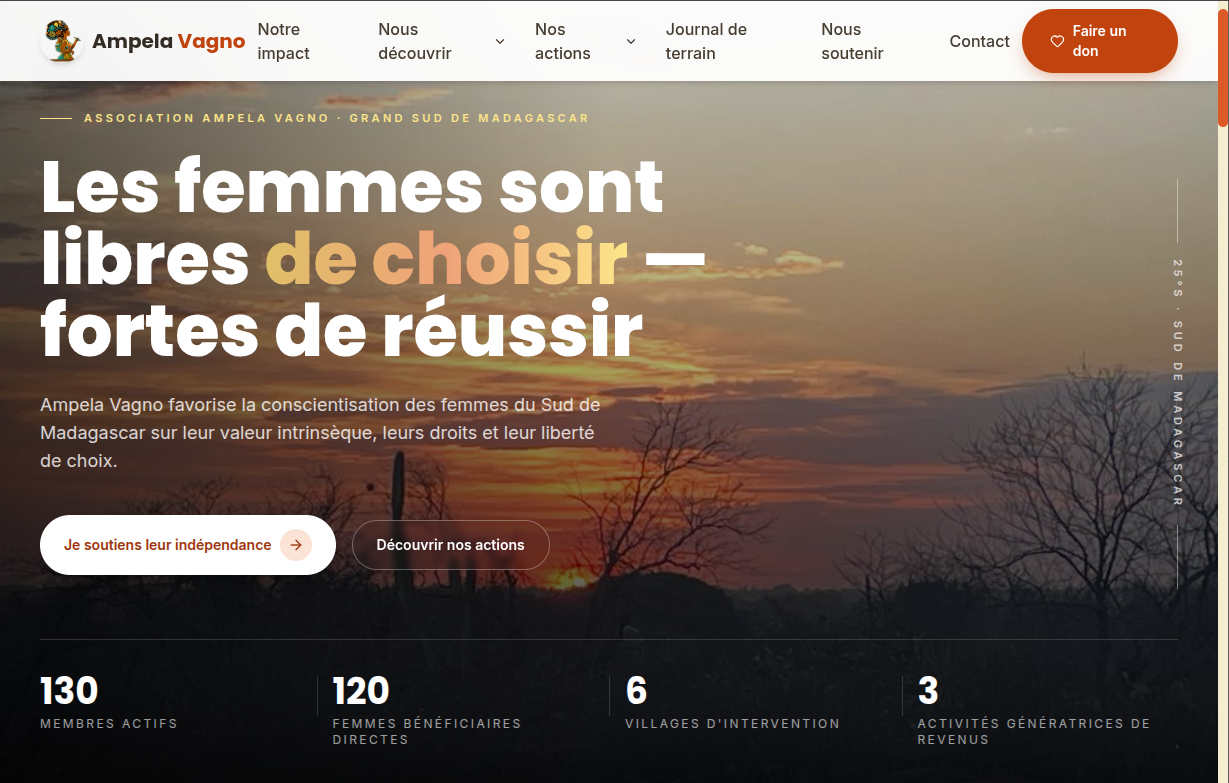 Ampela Vagno
Notre
impact
Nous
découvrir
Nos
actions
Journal de
terrain
Nous
soutenir
Contact
Faire un
don
ASSOCIATION AMPELA VAGNO · GRAND SUD DE MADAGASCAR
Les femmes sont
libres de choisir —
fortes de réussir
Ampela Vagno favorise la conscientisation des femmes du Sud de
Madagascar sur leur valeur intrinsèque, leurs droits et leur liberté
de choix.
Je soutiens leur indépendance
Découvrir nos actions
25°S · SUD DE MADAGASCAR
130
MEMBRES ACTIFS
120
FEMMES BÉNÉFICIAIRES
DIRECTES
6
VILLAGES D'INTERVENTION
3
ACTIVITÉS GÉNÉRATRICES DE
REVENUS